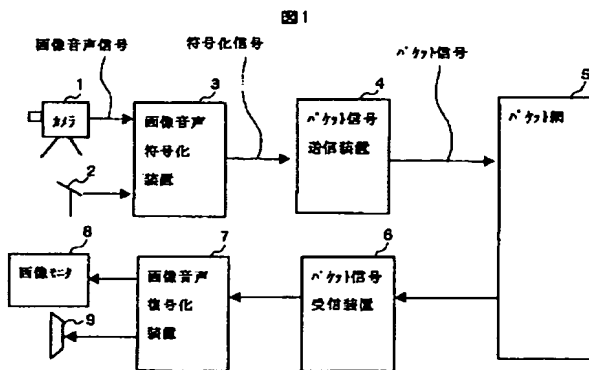 図1
画像音声信号
符号化信号
パケット信号
1
カメラ
2
3
画像音声
符号化
装置
4
パケット信号
送信装置
5
パケット網
8
画像モニタ
9
7
画像音声
復号化
装置
6
パケット信号
受信装置